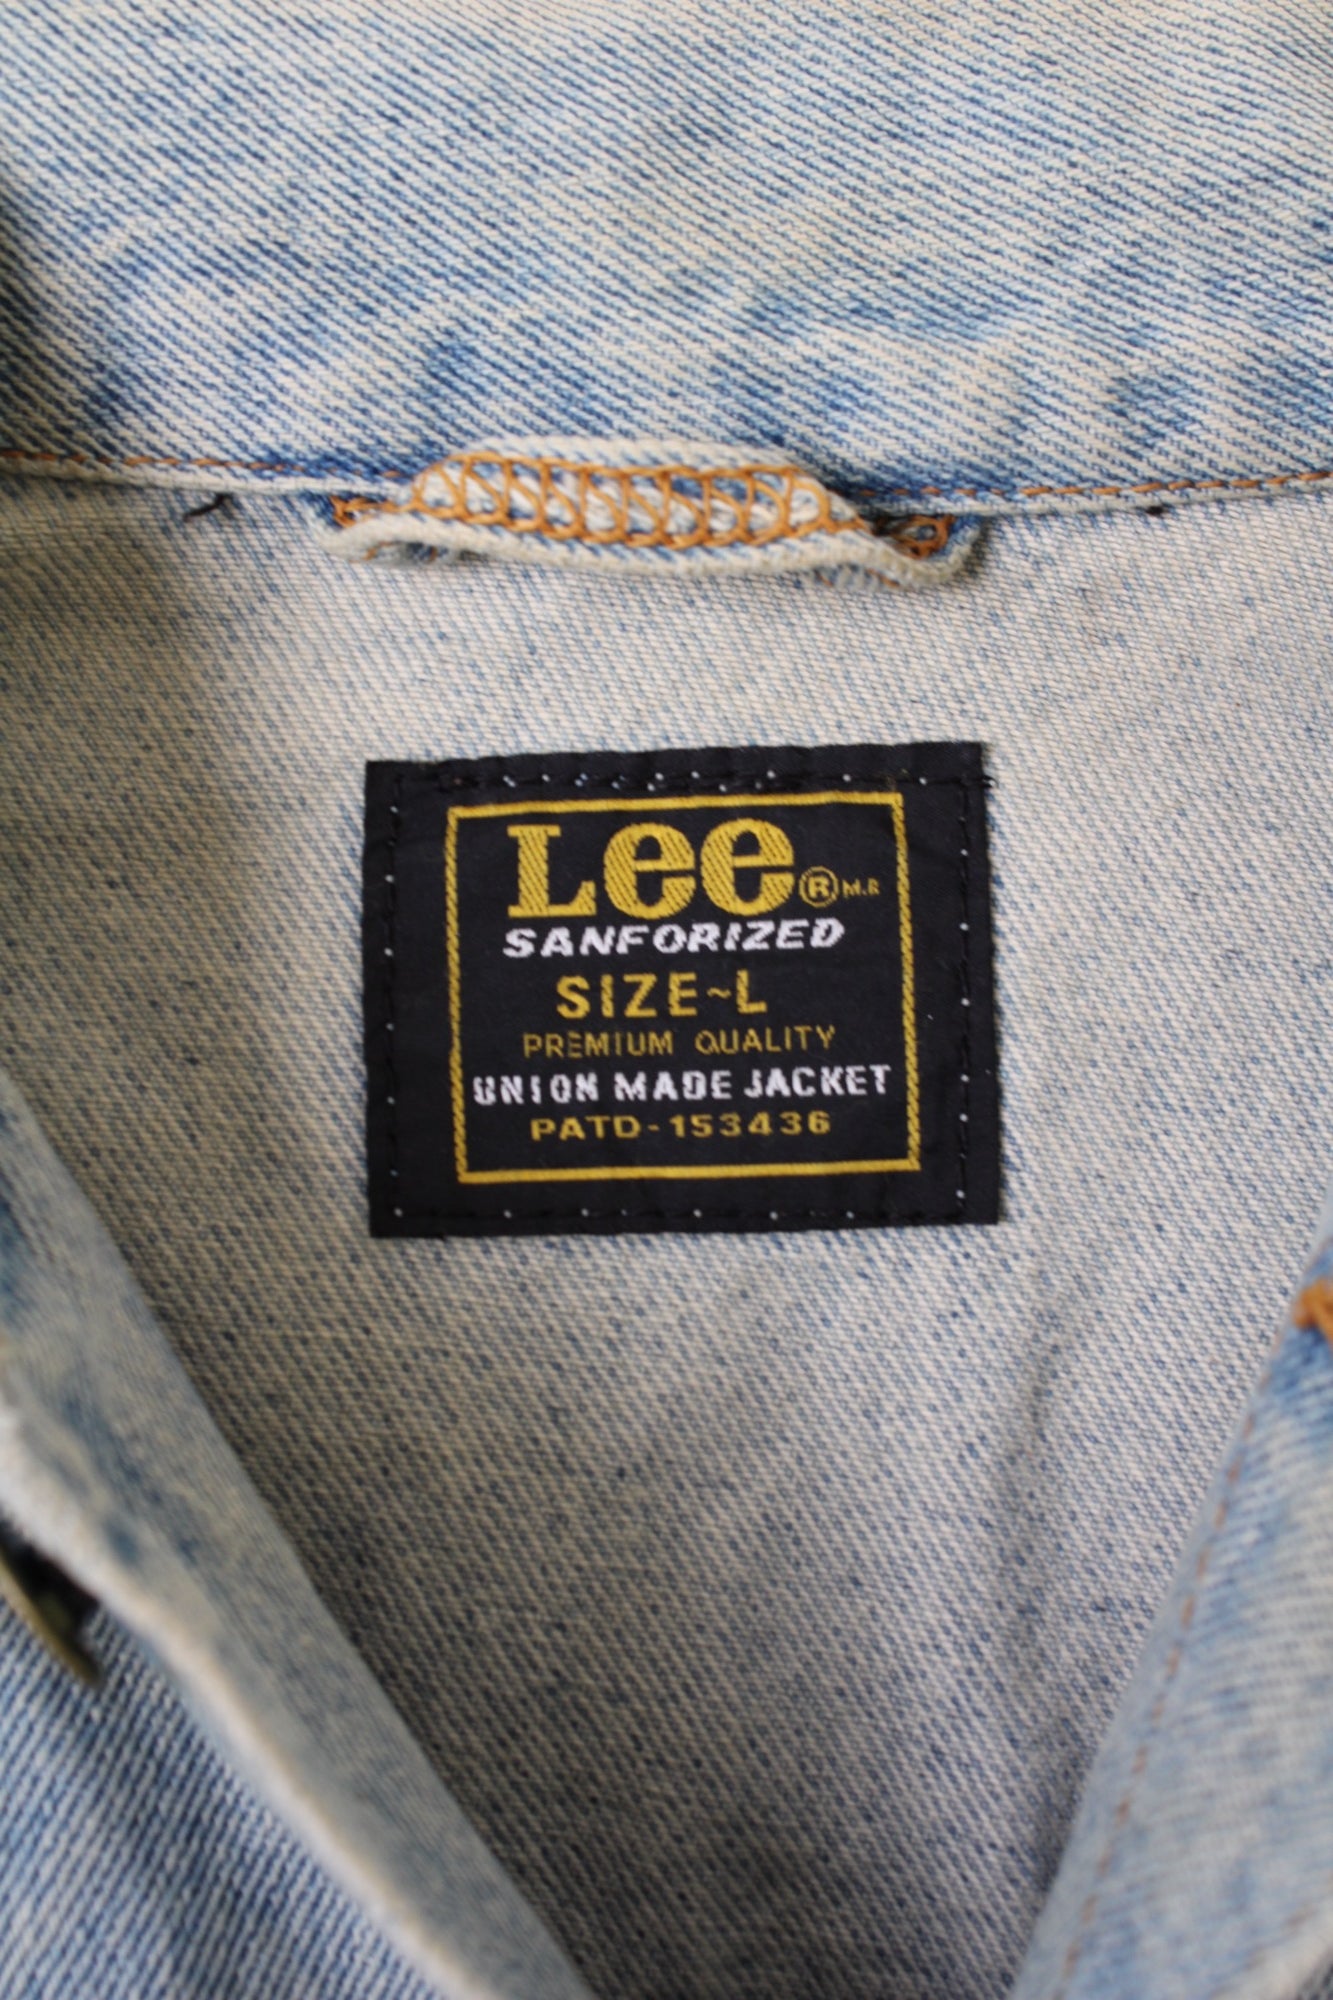 Lee ® M.R
SANFORIZED
SIZE~L
PREMIUM QUALITY
UNION MADE JACKET
PATD-153436